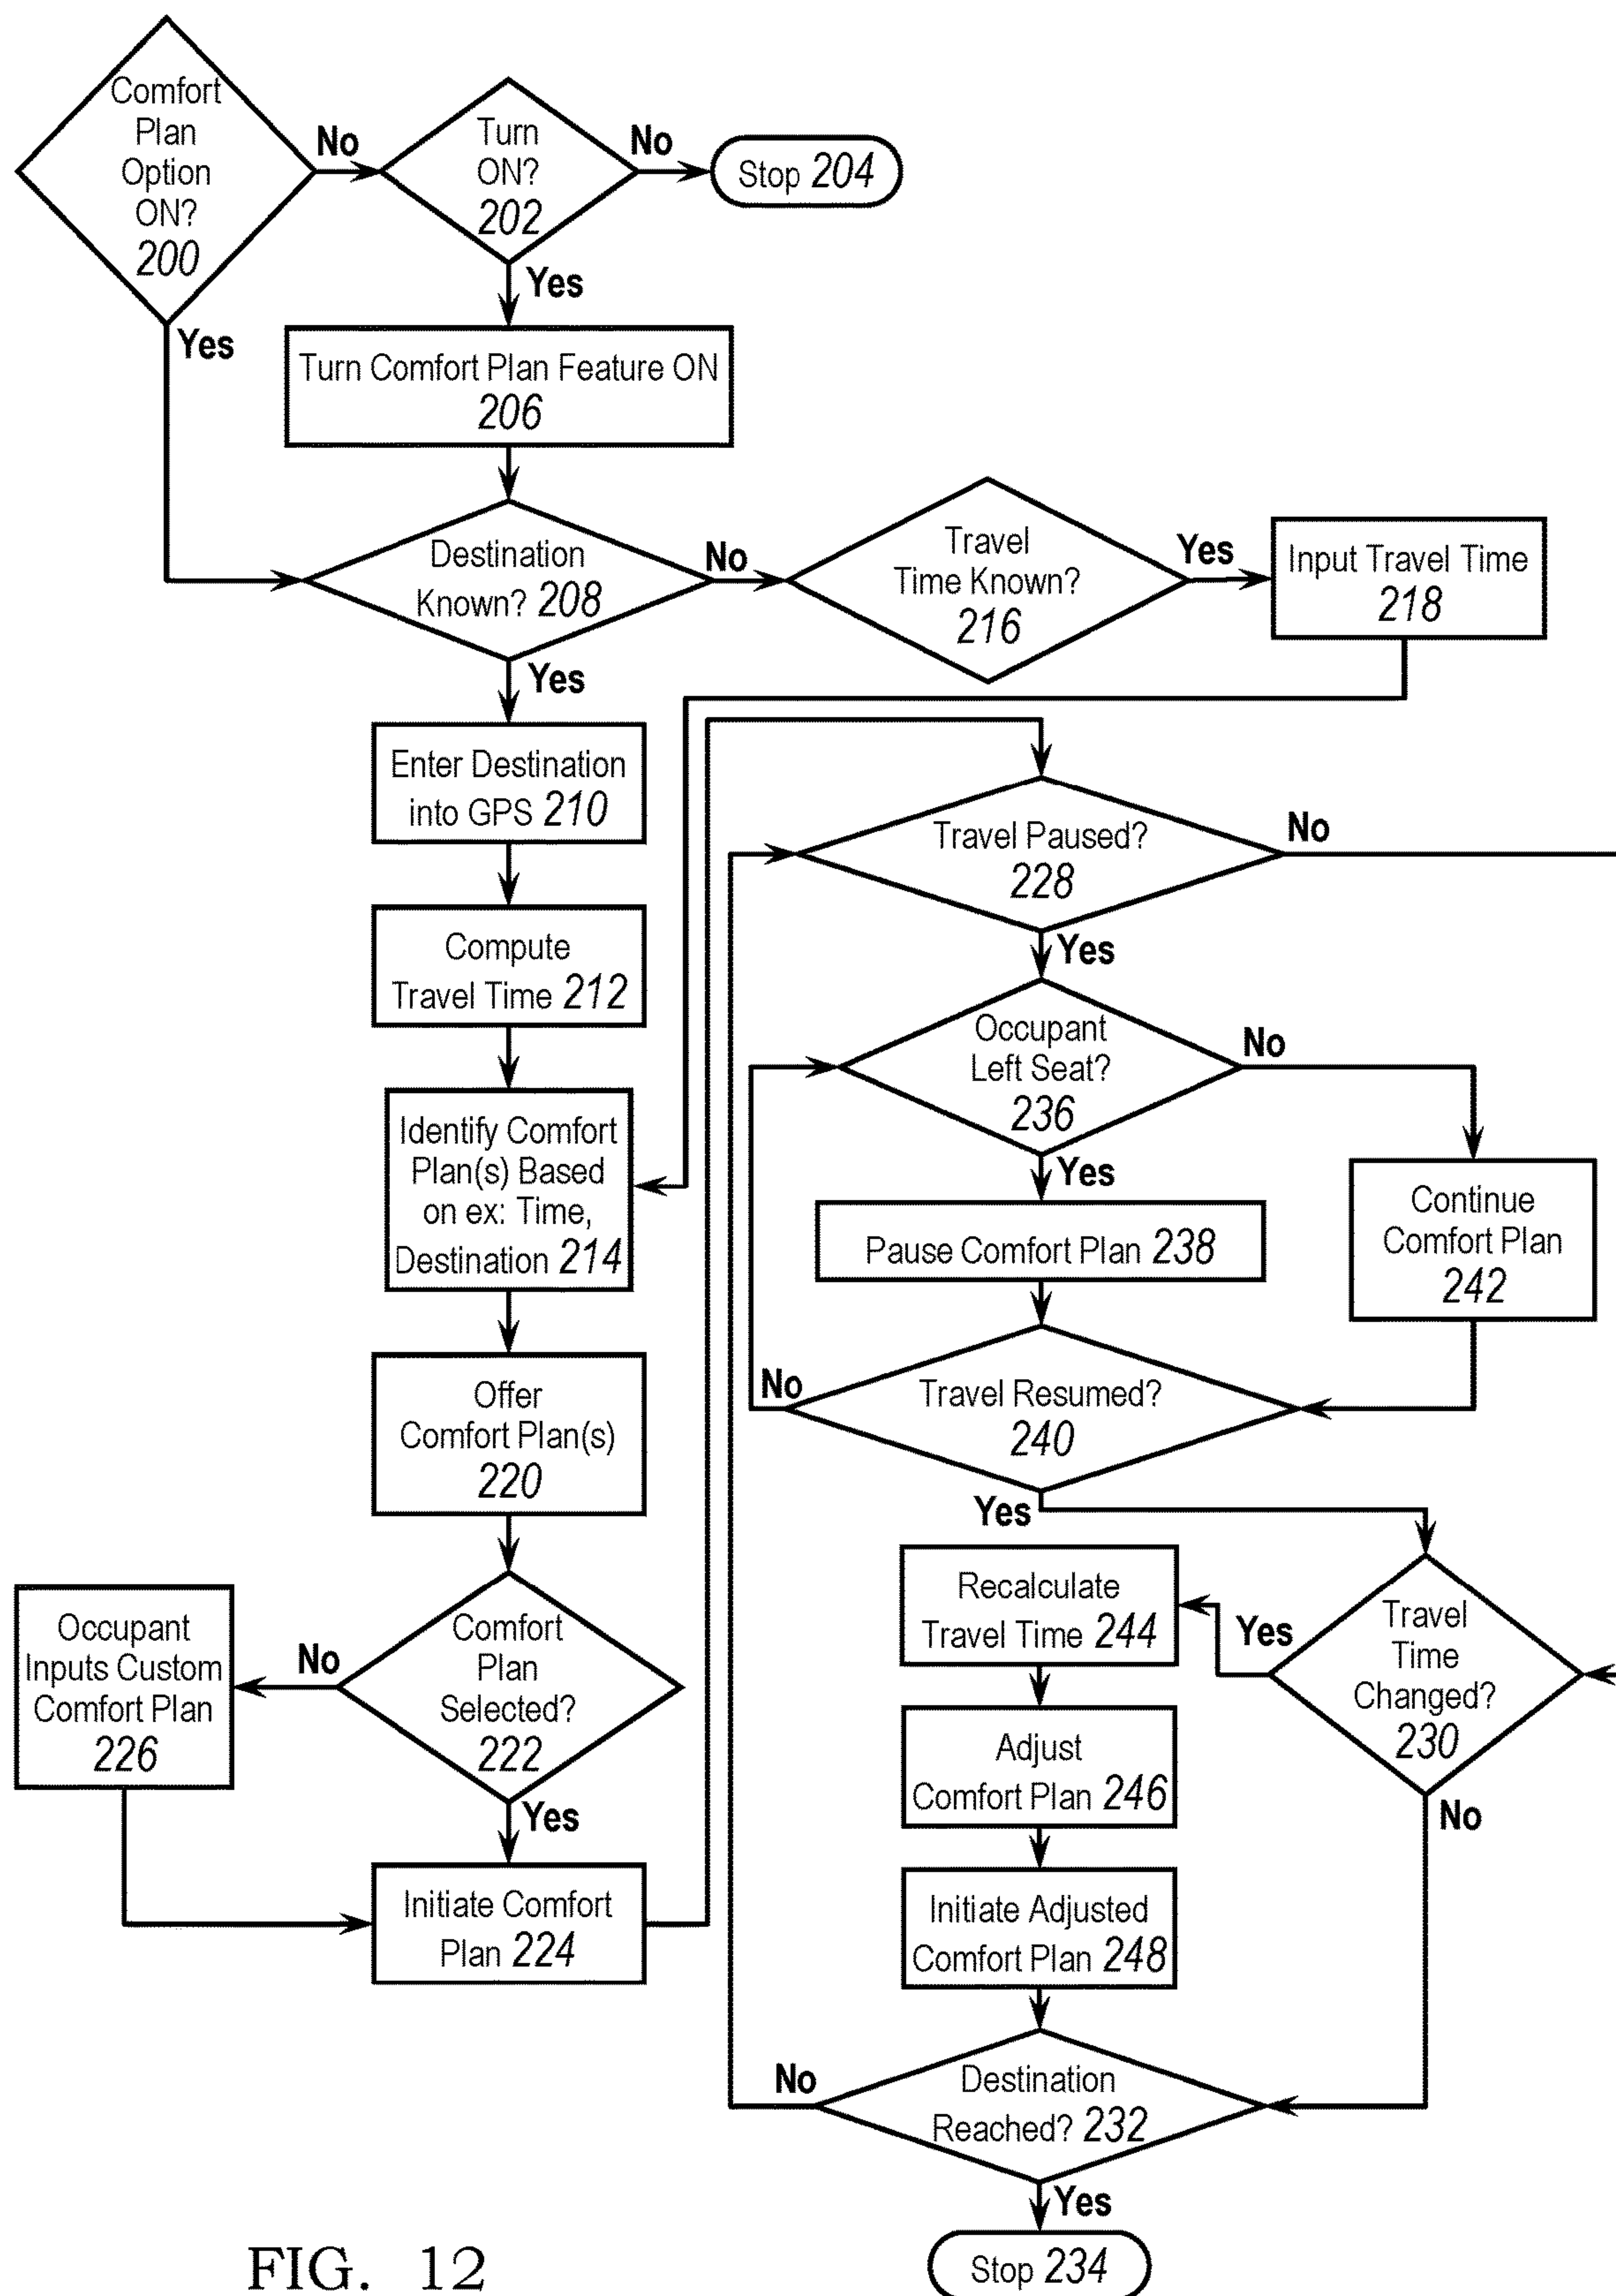 Comfort
Plan
Option
ON?
200
No
Turn
ON?
202
No
Stop 204
Yes
Yes
Turn Comfort Plan Feature ON
206
Destination
Known? 208
No
Travel
Time Known?
216
Yes
Input Travel Time
218
Yes
Enter Destination
into GPS 210
Compute
Travel Time 212
Identify Comfort
Plan(s) Based
on ex: Time,
Destination 214
Offer
Comfort Plan(s)
220
Comfort
Plan
Selected?
222
No
Occupant
Inputs Custom
Comfort Plan
226
Yes
Initiate Comfort
Plan 224
Travel Paused?
228
No
Yes
Occupant
Left Seat?
236
No
Yes
Pause Comfort Plan 238
Continue
Comfort Plan
242
Travel Resumed?
240
No
Yes
Travel
Time
Changed?
230
Yes
No
Recalculate
Travel Time 244
Adjust
Comfort Plan 246
Initiate Adjusted
Comfort Plan 248
Destination
Reached? 232
No
Yes
Stop 234
FIG. 12